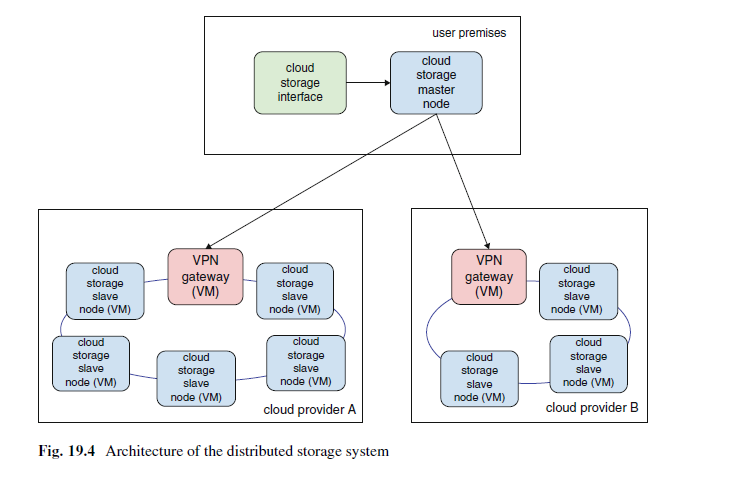 user premises
cloud
storage
interface
cloud
storage
master
node
VPN
gateway
(VM)
cloud
storage
slave
node (VM)
cloud
storage
slave
node (VM)
cloud
storage
slave
node (VM)
cloud
storage
slave
node (VM)
cloud
storage
slave
node (VM)
cloud provider A
VPN
gateway
(VM)
cloud
storage
slave
node (VM)
cloud
storage
slave
node (VM)
cloud
storage
slave
node (VM)
cloud provider B
Fig. 19.4 Architecture of the distributed storage system